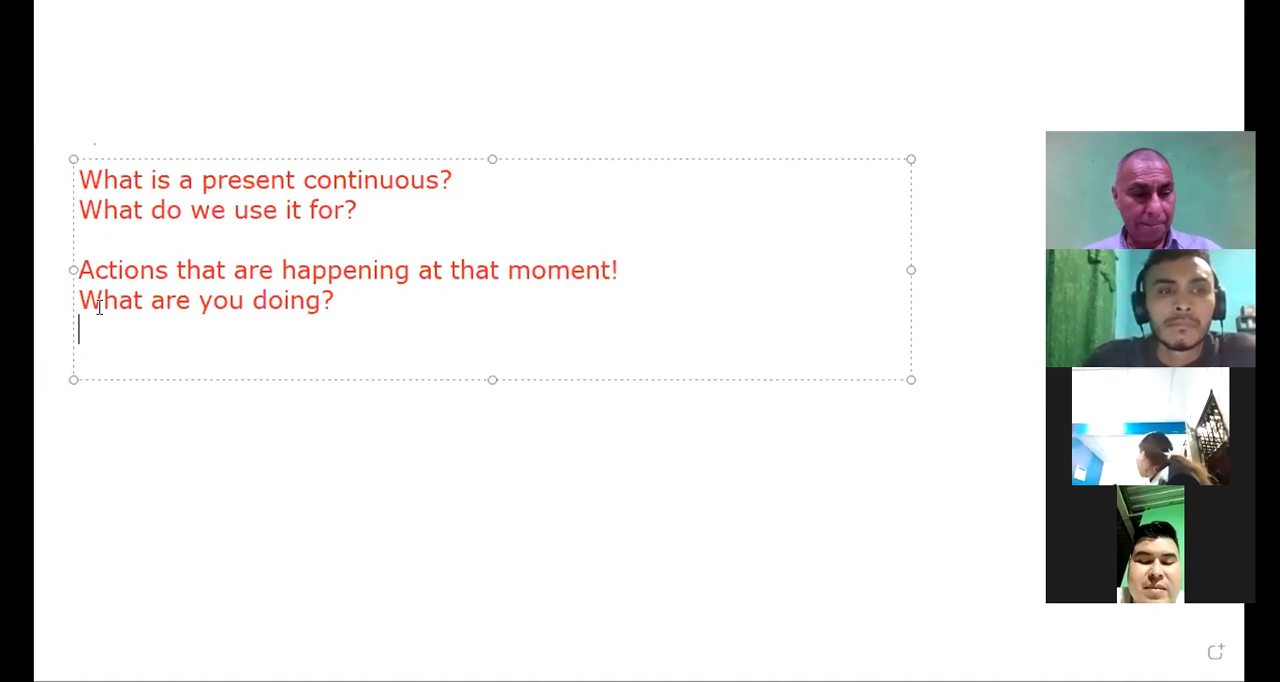 What is a present continuous?
What do we use it for?
Actions that are happening at that moment!
What are you doing?